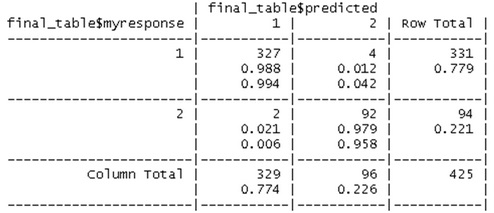 | final_table$predicted
final_table$myresponse | 1 | 2 | Row Total |
-----------------------|-----------|-----------|-----------|
1 | 327 | 4 | 331 |
| 0.988 | 0.012 | 0.779 |
| 0.994 | 0.042 | |
-----------------------|-----------|-----------|-----------|
2 | 2 | 92 | 94 |
| 0.021 | 0.979 | 0.221 |
| 0.006 | 0.958 | |
-----------------------|-----------|-----------|-----------|
Column Total | 329 | 96 | 425 |
| 0.774 | 0.226 | |
-----------------------|-----------|-----------|-----------|